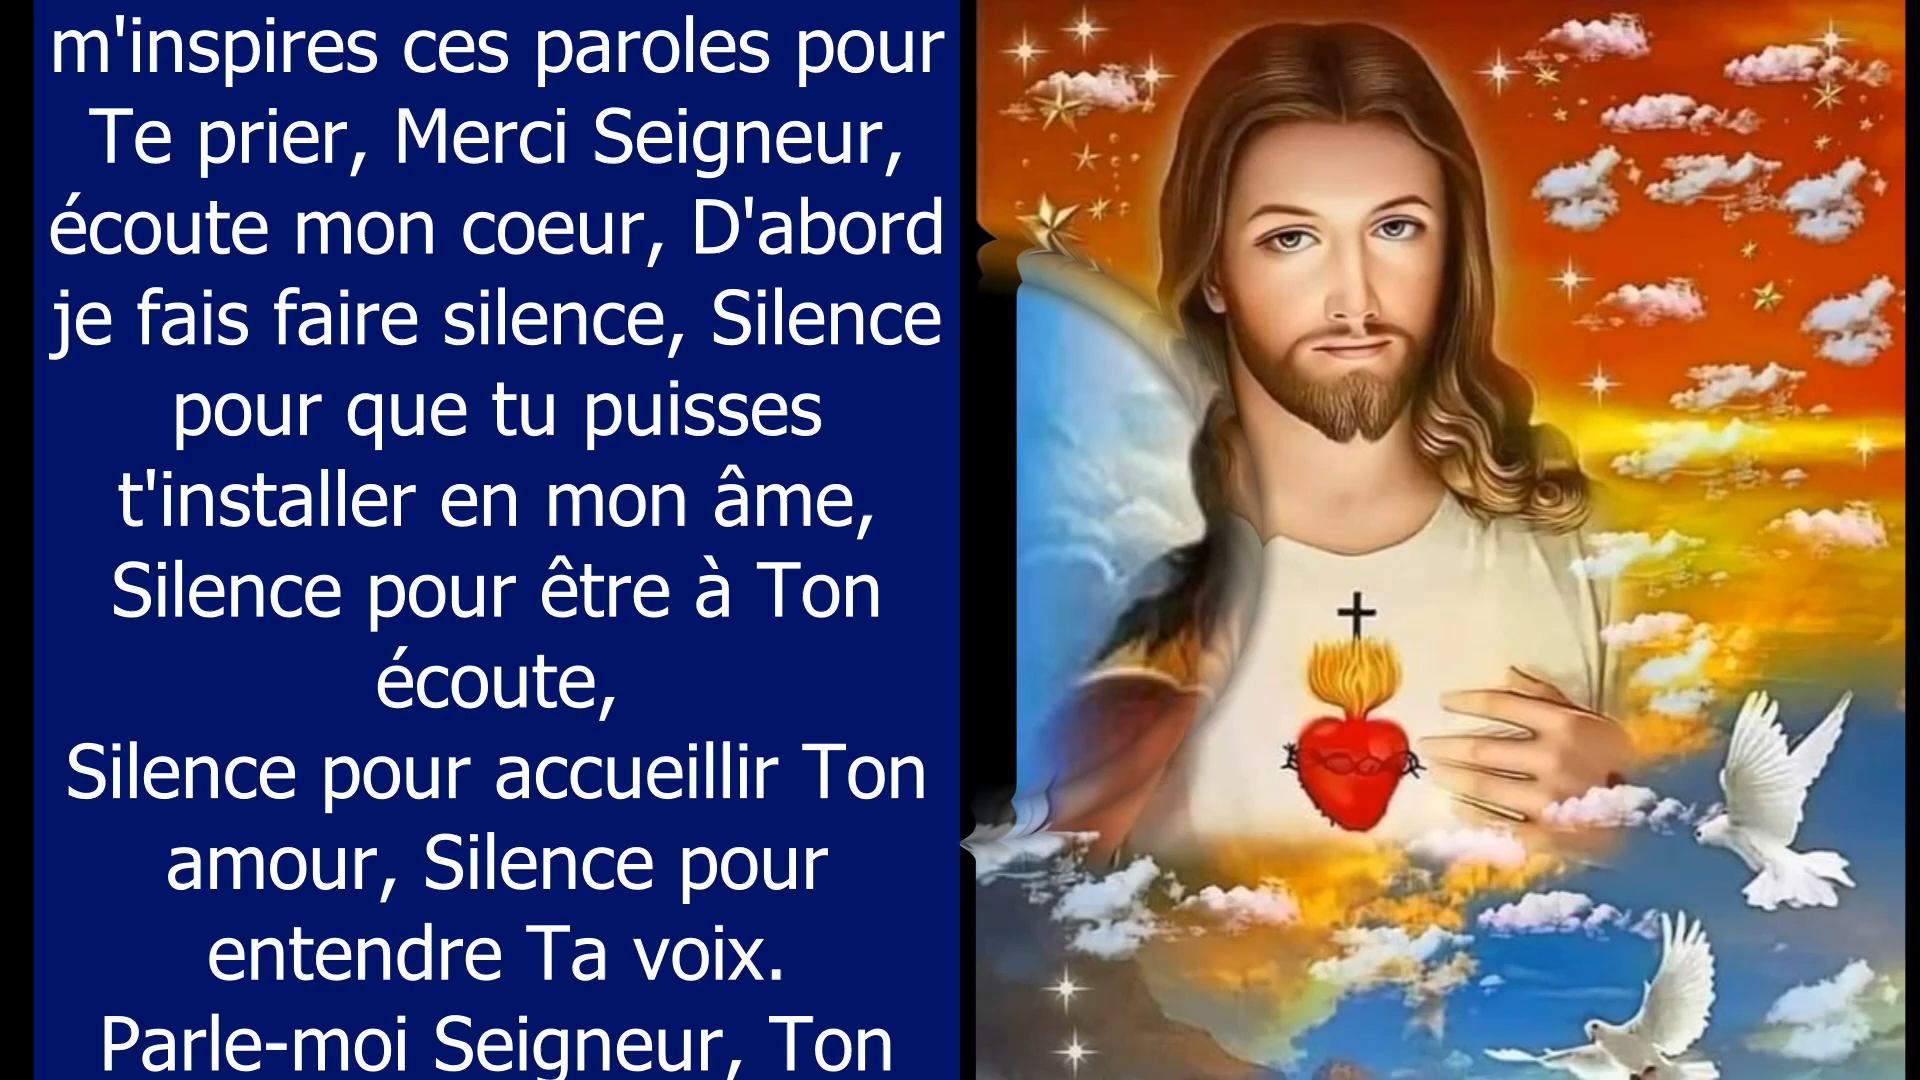 m'inspires ces paroles pour
Te prier, Merci Seigneur,
écoute mon coeur, D'abord
je fais faire silence, Silence
pour que tu puisses
t'installer en mon âme,
Silence pour être à Ton
écoute,
Silence pour accueillir Ton
amour, Silence pour
entendre Ta voix.
Parle-moi Seigneur, Ton